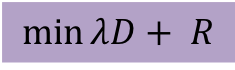 min λD + R